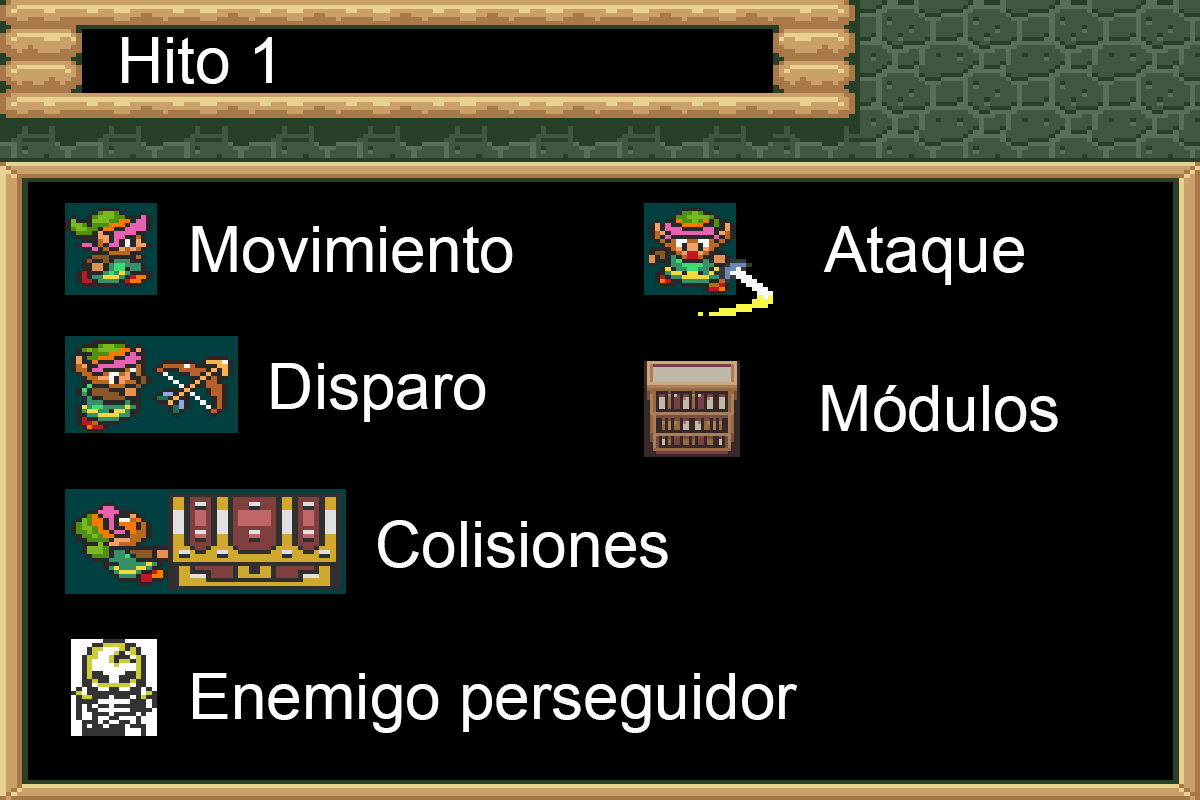 Hito 1
Movimiento
Ataque
Disparo
Módulos
Colisiones
Enemigo perseguidor